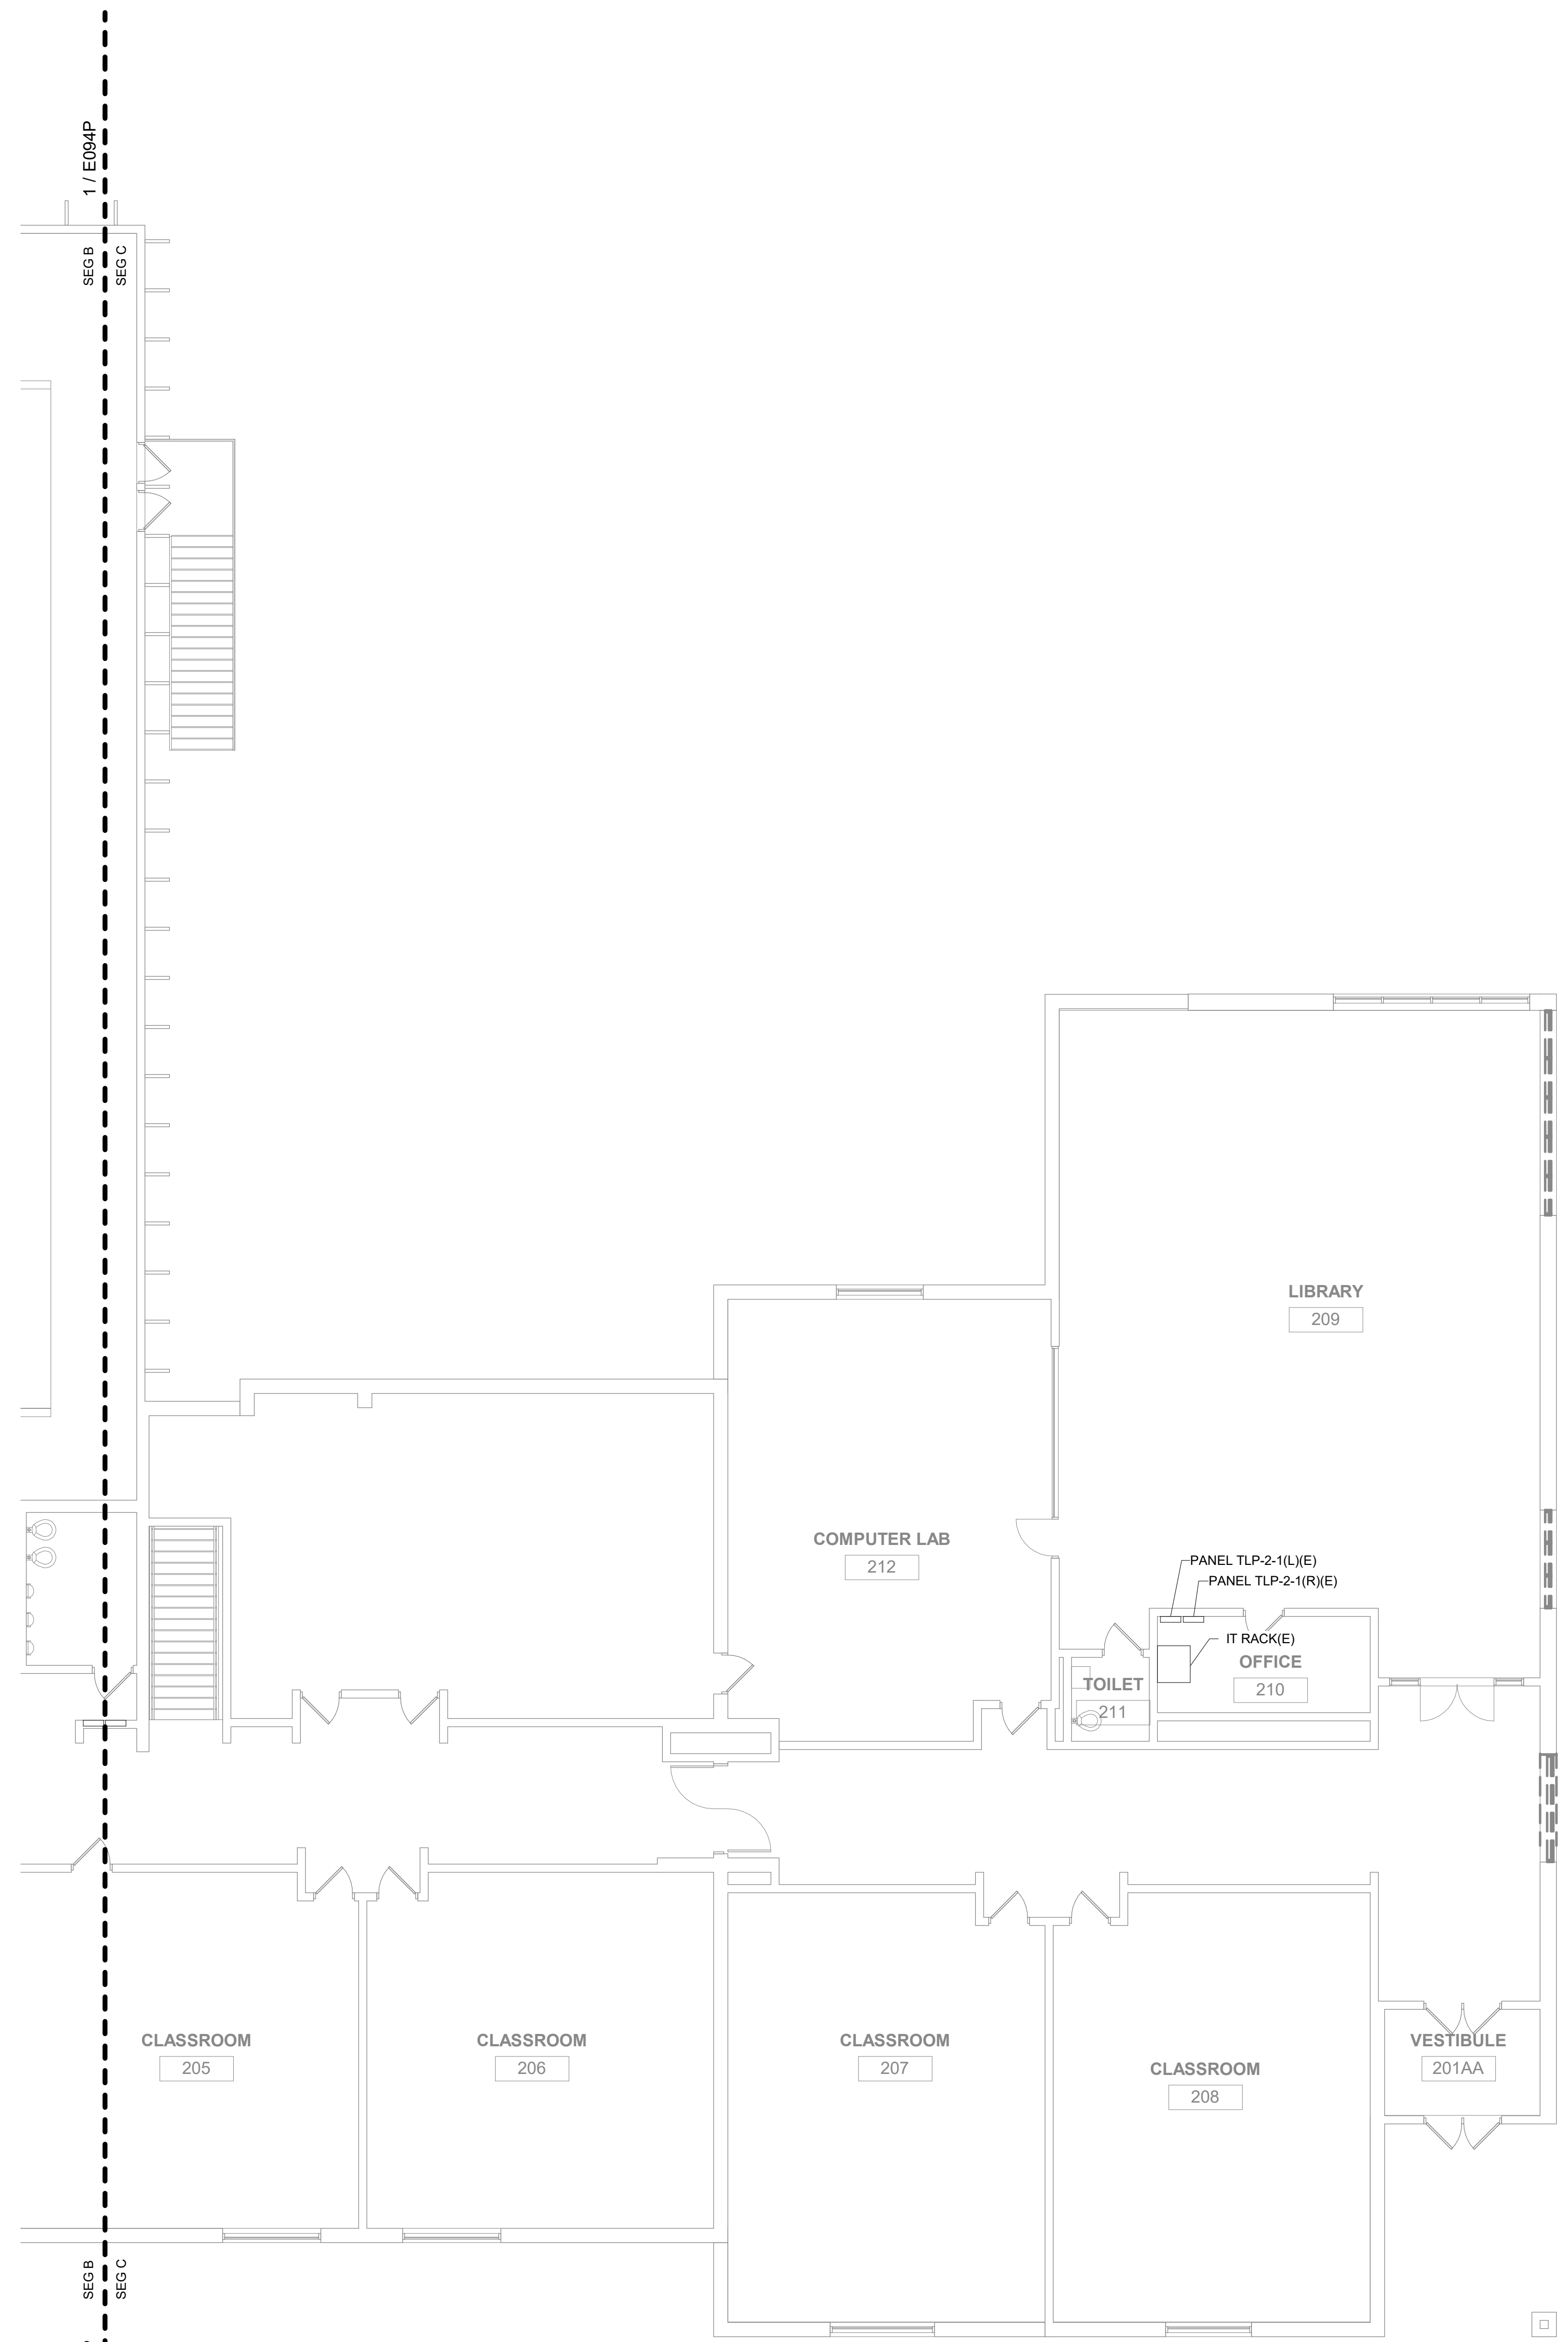 1 / E094P
SEG B
SEG C
LIBRARY
209
COMPUTER LAB
212
PANEL TLP-2-1(L)(E)
PANEL TLP-2-1(R)(E)
IT RACK(E)
OFFICE
210
TOILET
211
CLASSROOM
205
CLASSROOM
206
CLASSROOM
207
CLASSROOM
208
VESTIBULE
201AA
SEG B
SEG C